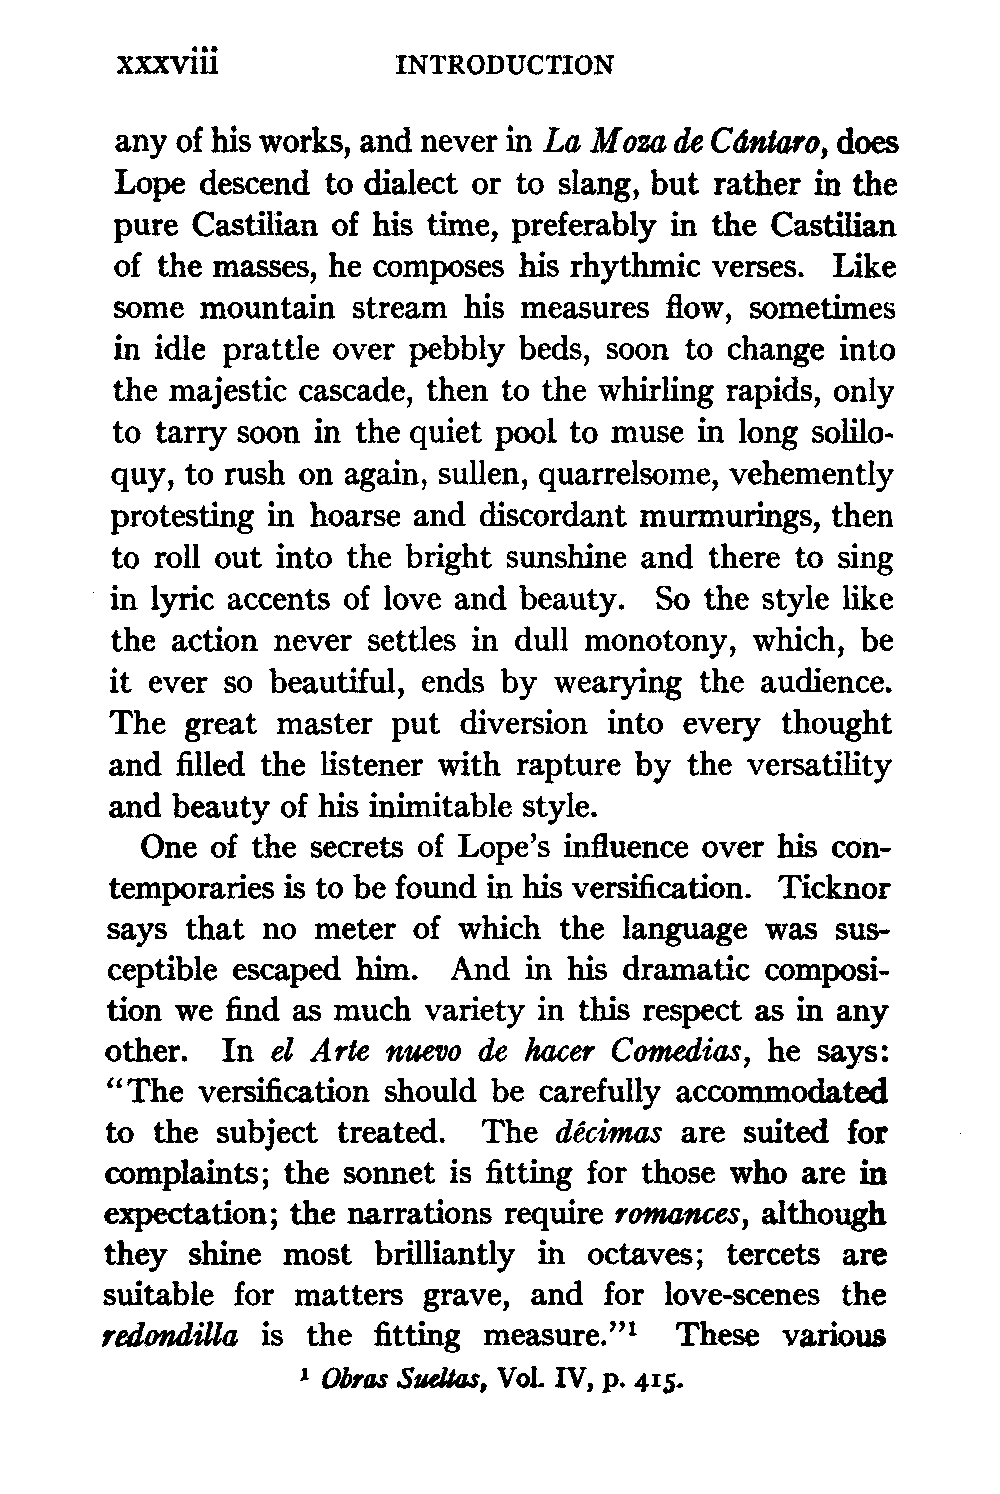 xxxviii INTRODUCTION
any of his works, and never in La Moza de Cántaro, does
Lope descend to dialect or to slang, but rather in the
pure Castilian of his time, preferably in the Castilian
of the masses, he composes his rhythmic verses. Like
some mountain stream his measures flow, sometimes
in idle prattle over pebbly beds, soon to change into
the majestic cascade, then to the whirling rapids, only
to tarry soon in the quiet pool to muse in long solilo-
quy, to rush on again, sullen, quarrelsome, vehemently
protesting in hoarse and discordant murmurings, then
to roll out into the bright sunshine and there to sing
in lyric accents of love and beauty. So the style like
the action never settles in dull monotony, which, be
it ever so beautiful, ends by wearying the audience.
The great master put diversion into every thought
and filled the listener with rapture by the versatility
and beauty of his inimitable style.
One of the secrets of Lope's influence over his con-
temporaries is to be found in his versification. Ticknor
says that no meter of which the language was sus-
ceptible escaped him. And in his dramatic composi-
tion we find as much variety in this respect as in any
other. In el Arte nuevo de hacer Comedias, he says:
“The versification should be carefully accommodated
to the subject treated. The décimas are suited for
complaints; the sonnet is fitting for those who are in
expectation; the narrations require romances, although
they shine most brilliantly in octaves; tercets are
suitable for matters grave, and for love-scenes the
redondilla is the fitting measure.”¹ These various
¹ Obras Sueltas, Vol. IV, p. 415.